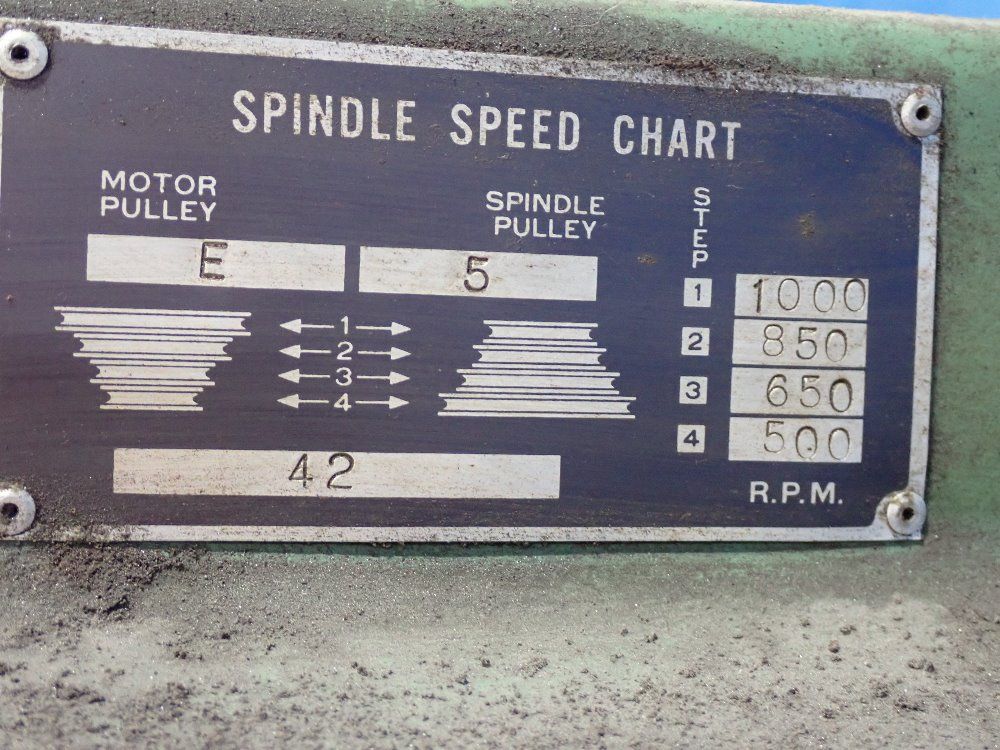 SPINDLE SPEED CHART
MOTOR
PULLEY
SPINDLE
PULLEY
STEP
E
5
1
2
3
4
1 1000
2 850
3 650
4 500
42
R.P.M.